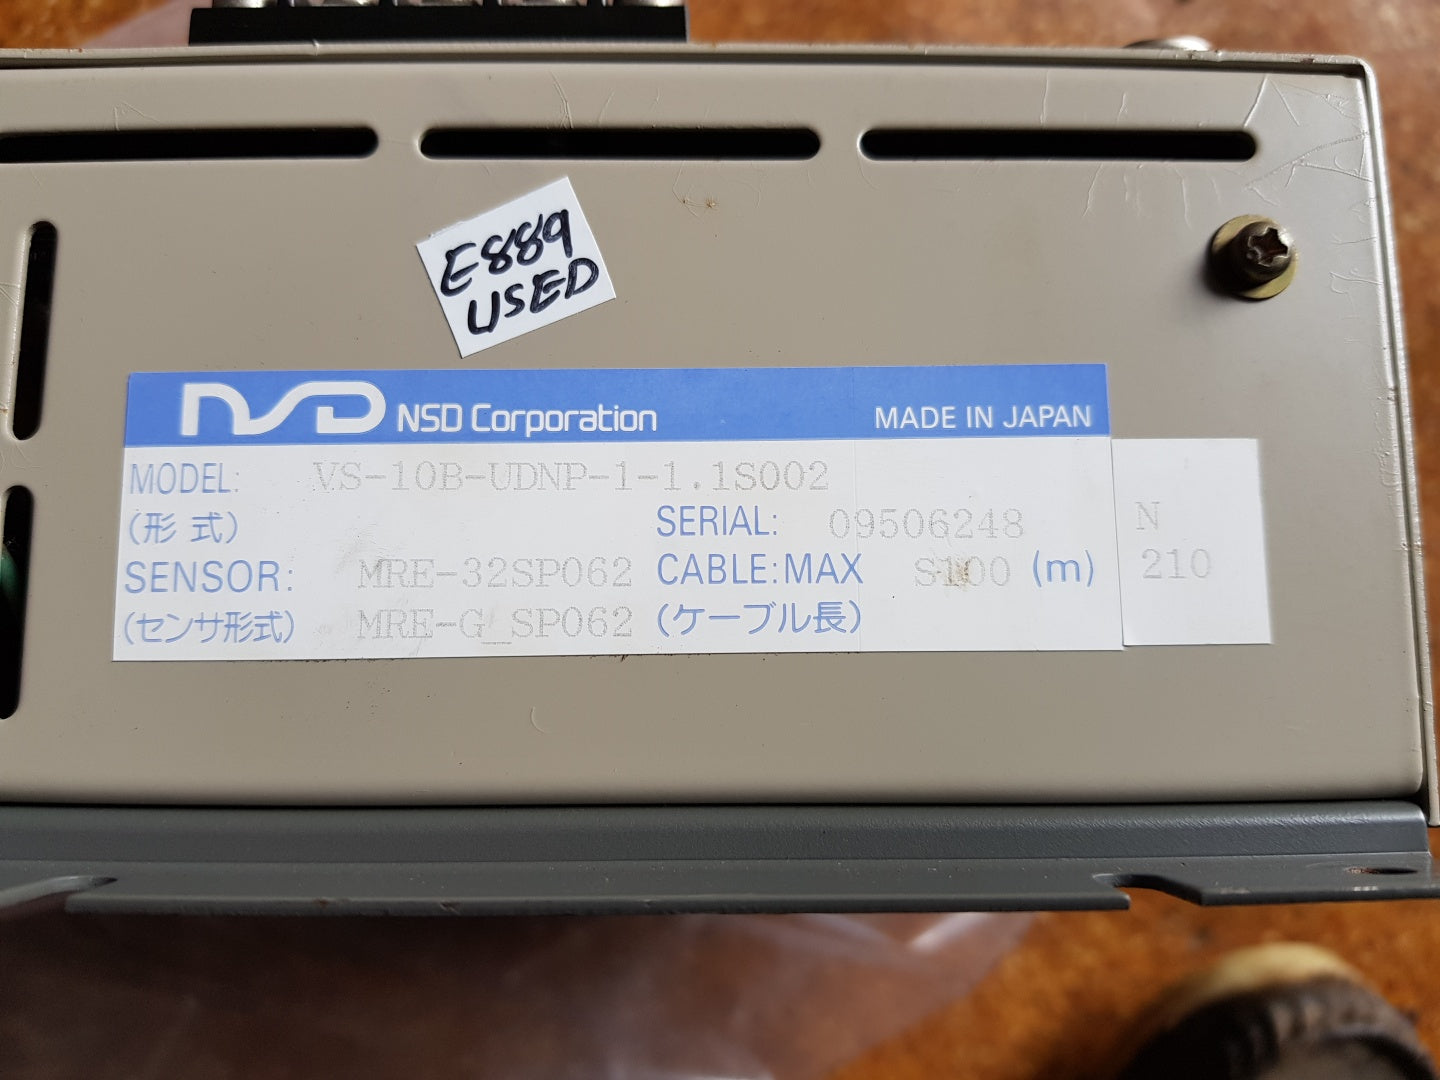 E889
USED
NSD NSD Corporation MADE IN JAPAN
MODEL: VS-10B-UDNP-1-1.1S002
(形 式) SERIAL: 09506248 N
SENSOR: MRE-32SP062 CABLE:MAX S100 (m) 210
(センサ形式) MRE-G_SP062 (ケーブル長)